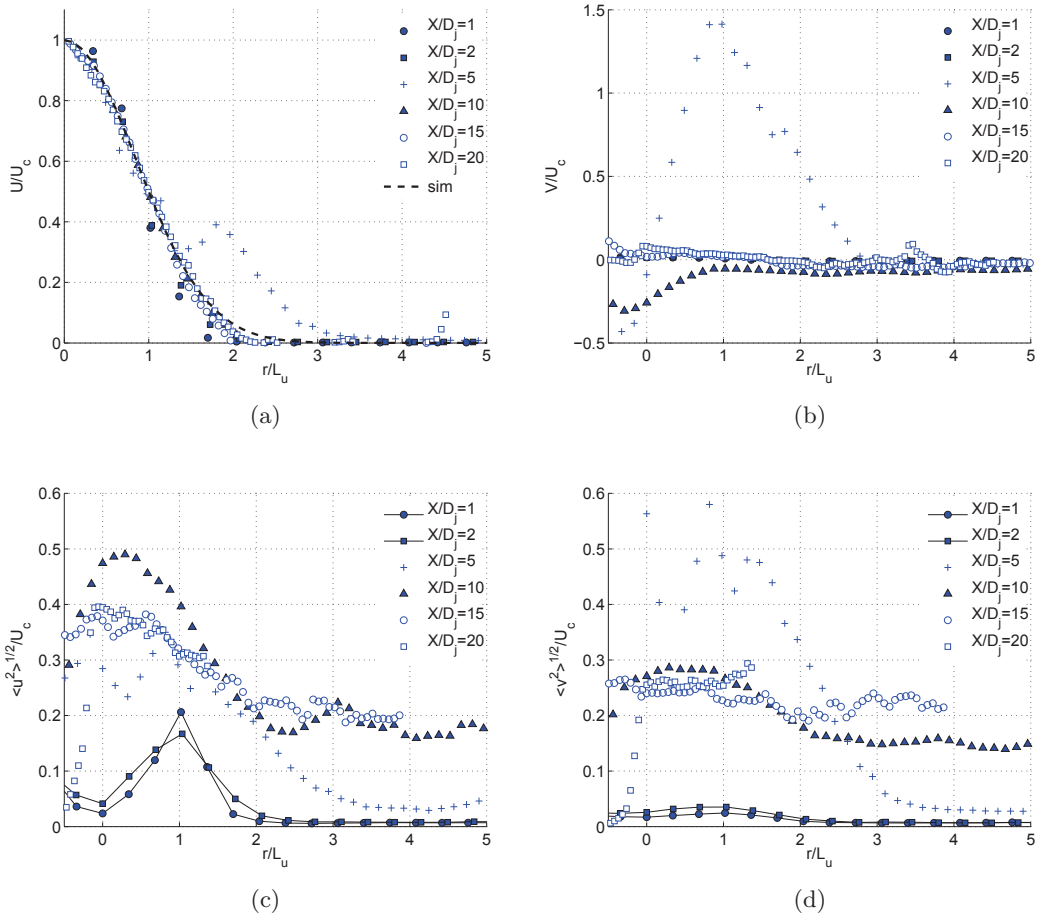 X/D_j=1
X/D_j=2
X/D_j=5
X/D_j=10
X/D_j=15
X/D_j=20
sim
1
0.8
0.6
0.4
0.2
0
U/U_c
0 1 2 3 4 5
r/L_u
(a)
X/D_j=1
X/D_j=2
X/D_j=5
X/D_j=10
X/D_j=15
X/D_j=20
1.5
1
0.5
0
−0.5
V/U_c
0 1 2 3 4 5
r/L_u
(b)
X/D_j=1
X/D_j=2
X/D_j=5
X/D_j=10
X/D_j=15
X/D_j=20
0.6
0.5
0.4
0.3
0.2
0.1
0
<u²>^1/2/U_c
0 1 2 3 4 5
r/L_u
(c)
X/D_j=1
X/D_j=2
X/D_j=5
X/D_j=10
X/D_j=15
X/D_j=20
0.6
0.5
0.4
0.3
0.2
0.1
0
<v²>^1/2/U_c
0 1 2 3 4 5
r/L_u
(d)